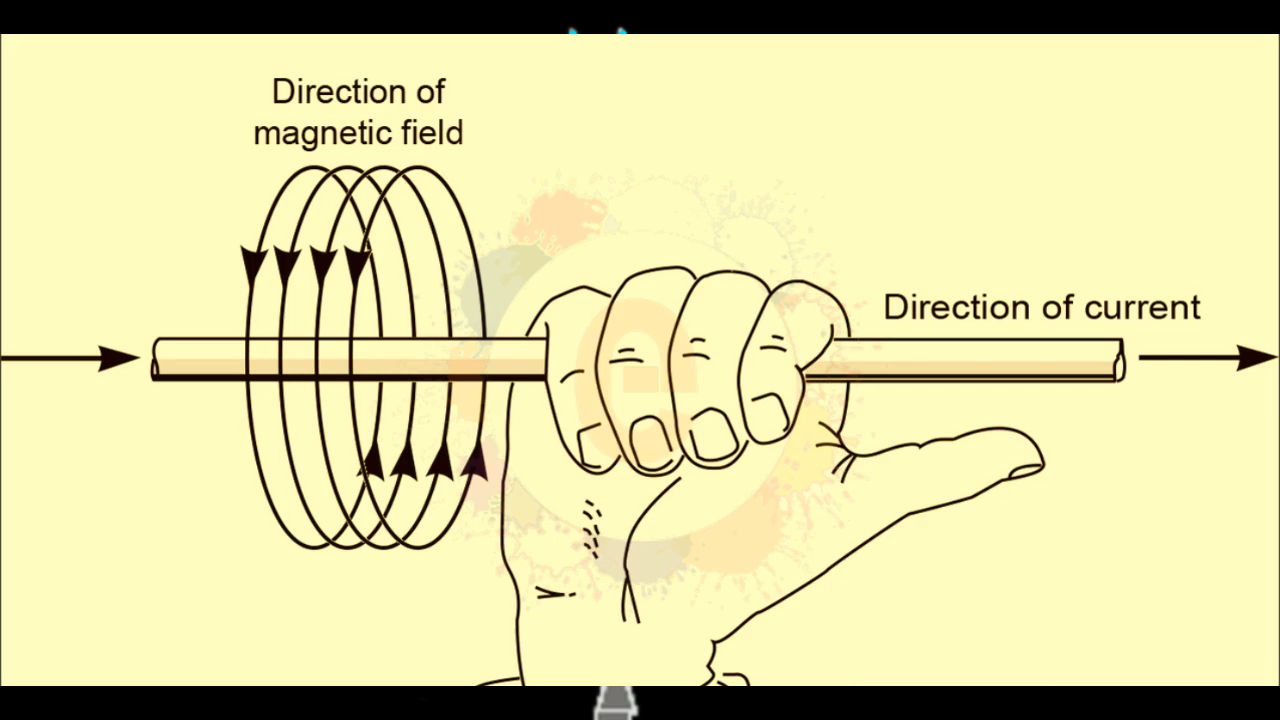 Direction of
magnetic field
Direction of current